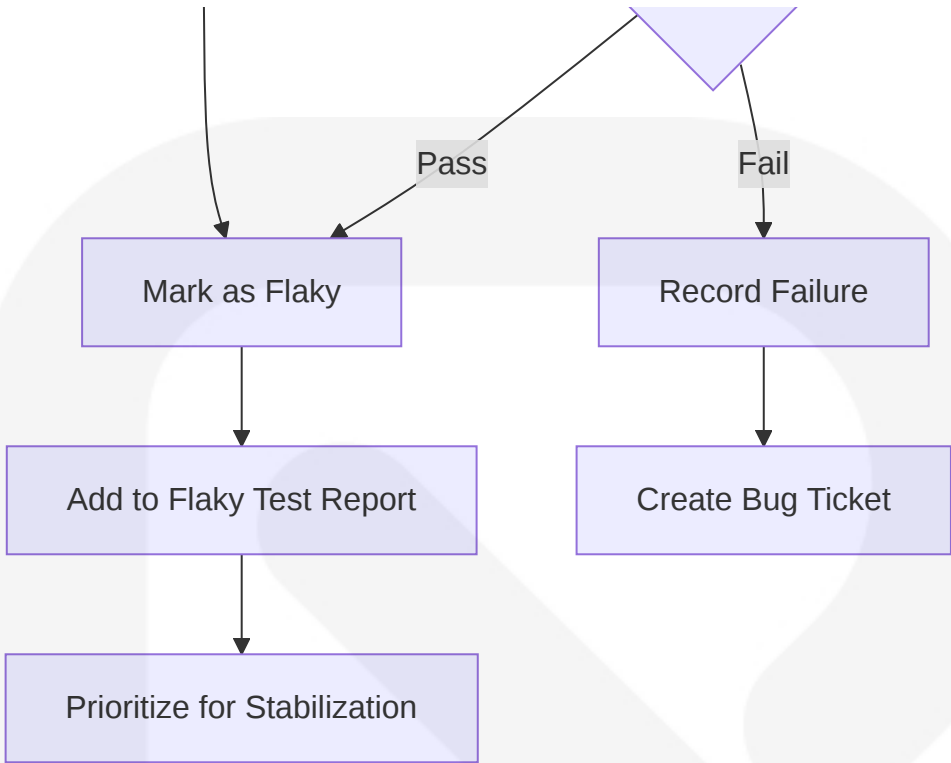 Pass
Fail
Mark as Flaky
Record Failure
Add to Flaky Test Report
Create Bug Ticket
Prioritize for Stabilization